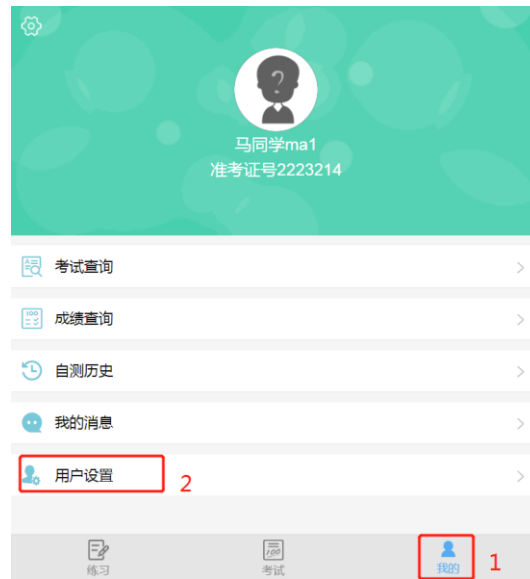 马同学ma1
准考证号2223214
考试查询
成绩查询
自测历史
我的消息
用户设置
2
练习
考试
我的
1